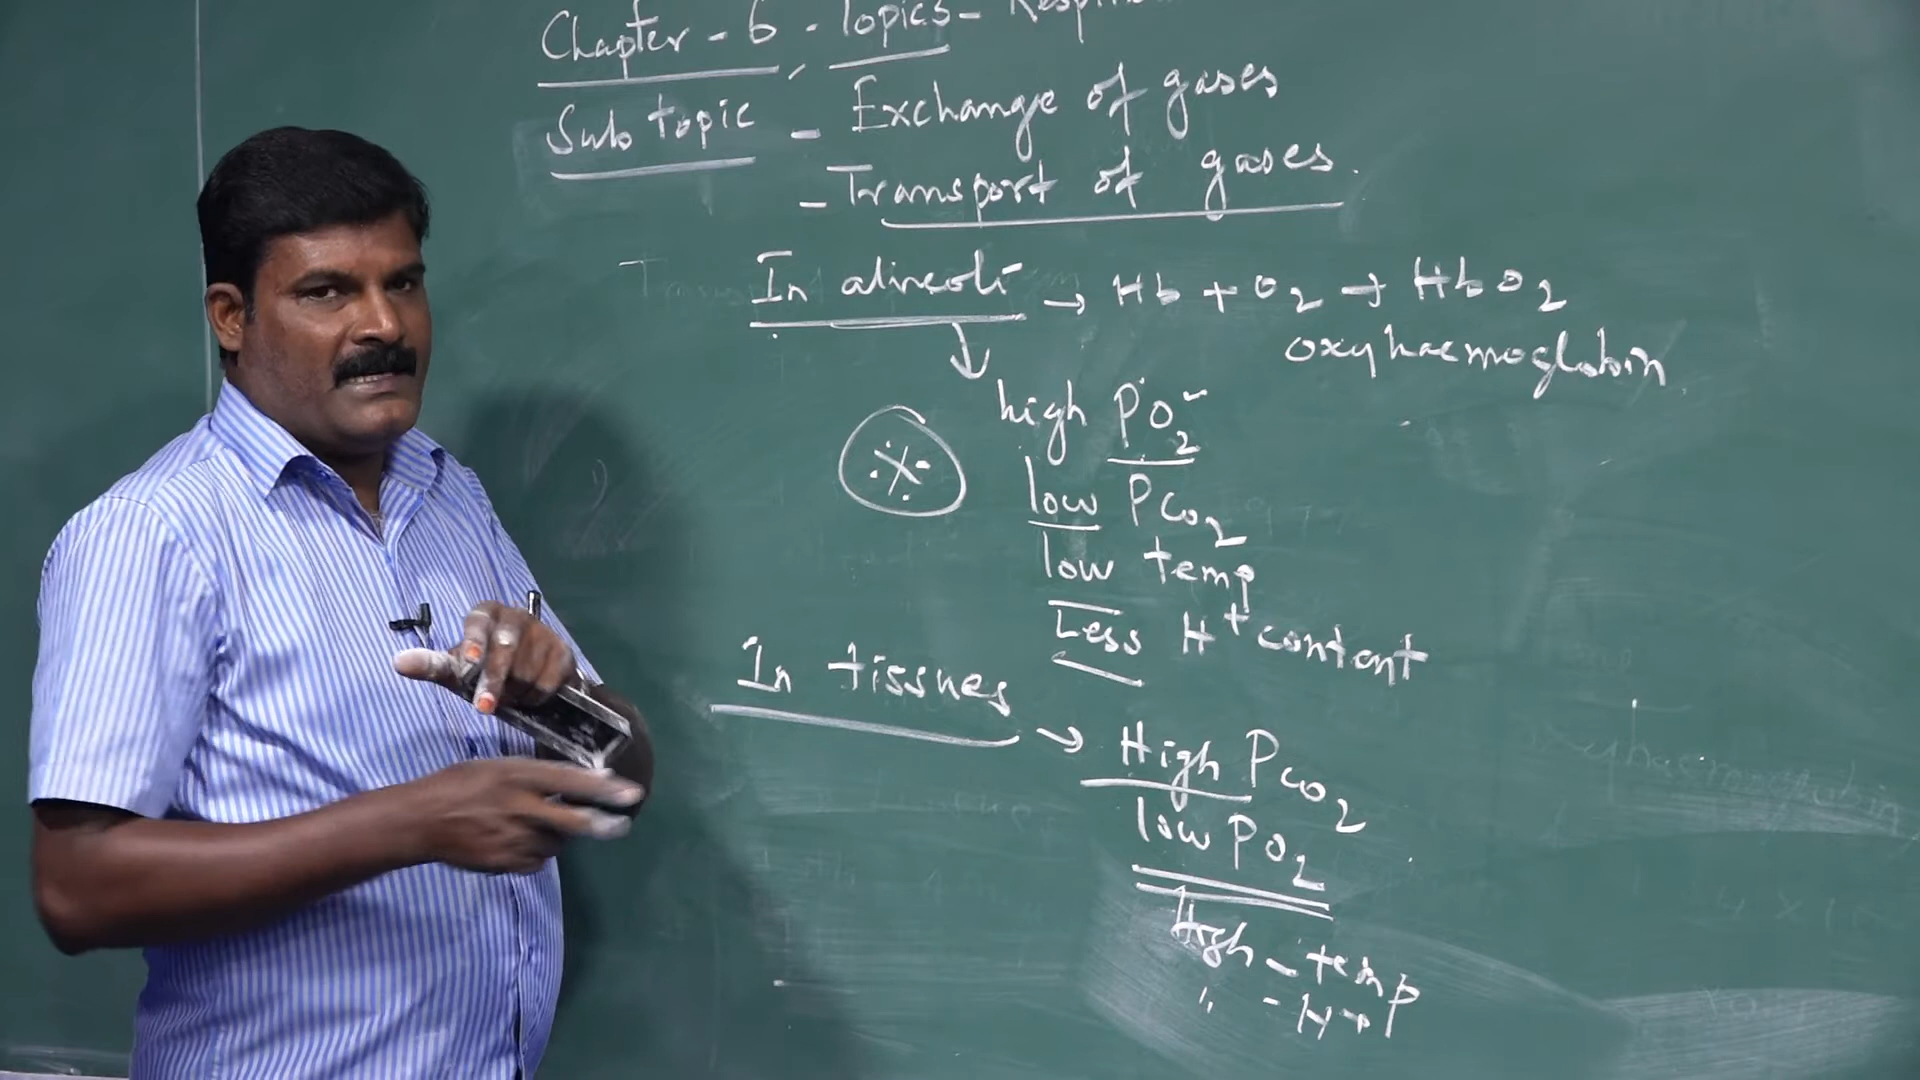 Chapter - 6 - Topics -
Sub topic - Exchange of gases
- Transport of gases.
In alveoli → Hb + O2 → HbO2
oxyhaemoglobin
high PO2
low PCO2
low temp
Less H+ content
In tissues → High PCO2
low PO2
High - temp
" - H+